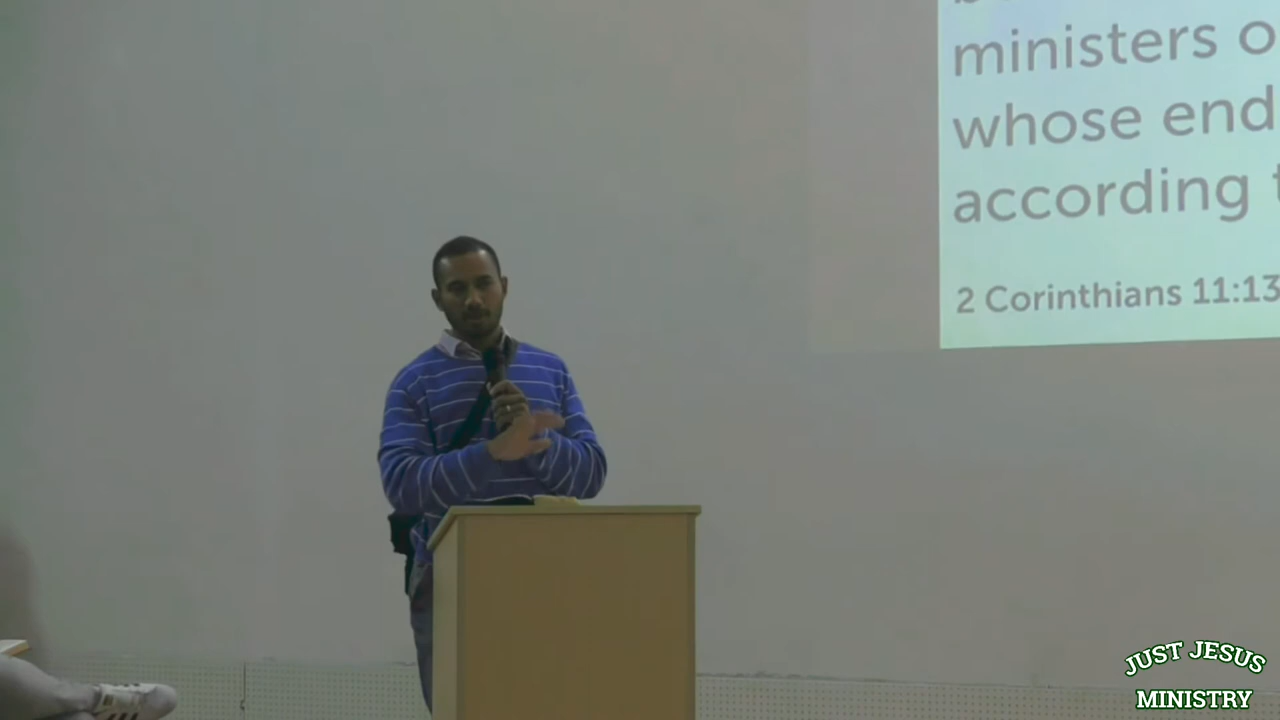 ministers o
whose end
according t
2 Corinthians 11:13
JUST JESUS
MINISTRY